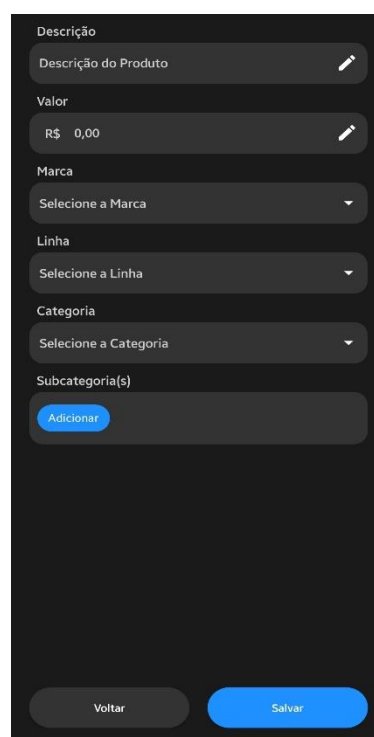 Descrição
Descrição do Produto
Valor
R$ 0,00
Marca
Selecione a Marca
Linha
Selecione a Linha
Categoria
Selecione a Categoria
Subcategoria(s)
Adicionar
Voltar Salvar